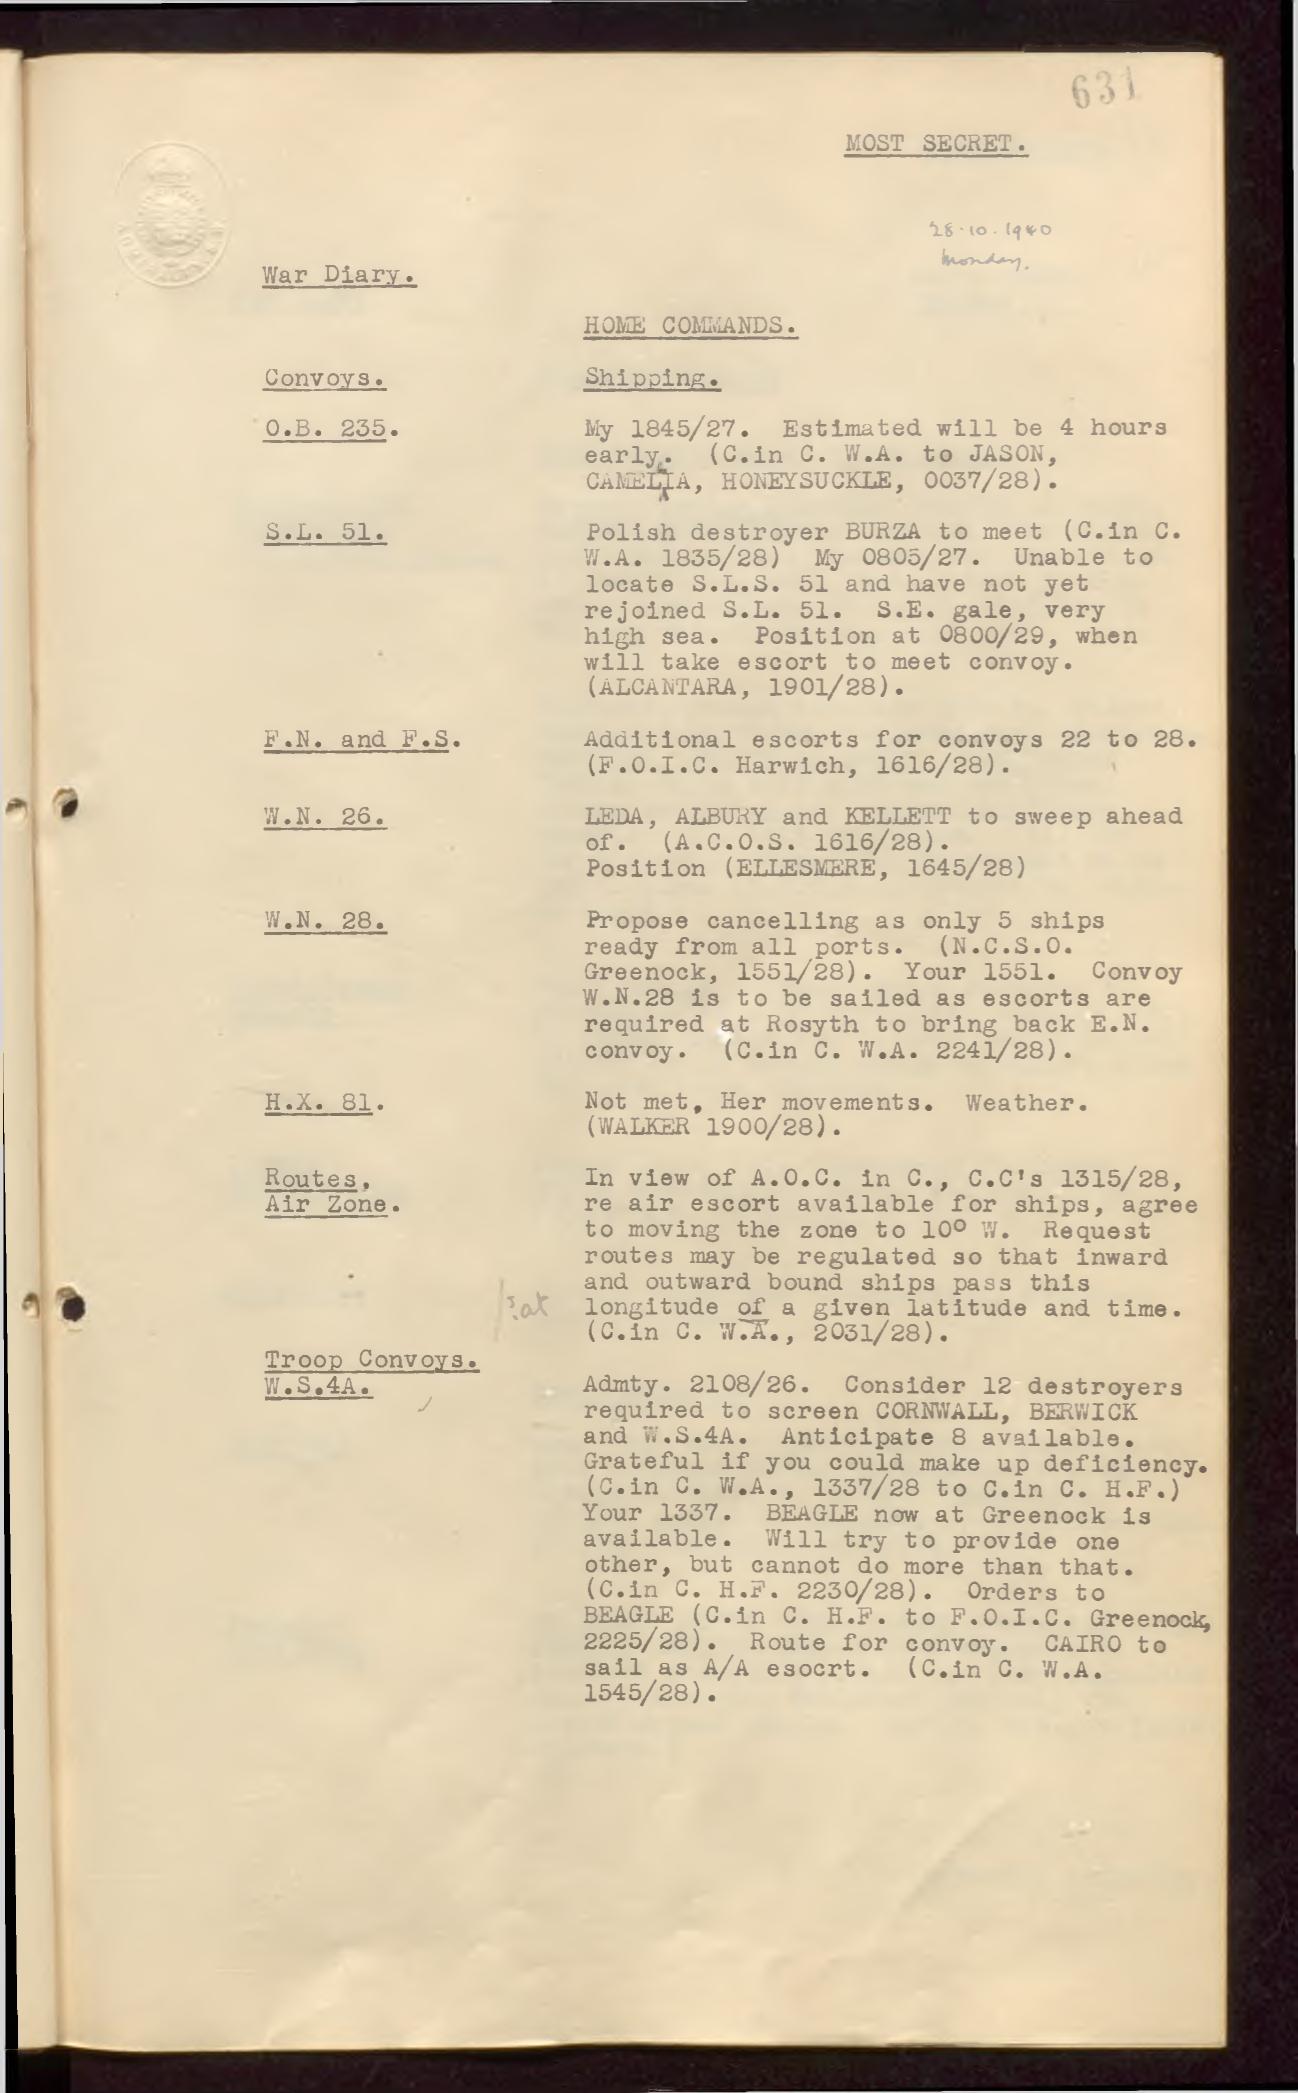 631
MOST SECRET.
28.10.1940
Monday.
War Diary.
HOME COMMANDS.
Convoys.
Shipping.
O.B. 235.
My 1845/27. Estimated will be 4 hours
early. (C.in C. W.A. to JASON,
CAMELIA, HONEYSUCKLE, 0037/28).
S.L. 51.
Polish destroyer BURZA to meet (C.in C.
W.A. 1835/28) My 0805/27. Unable to
locate S.L.S. 51 and have not yet
rejoined S.L. 51. S.E. gale, very
high sea. Position at 0800/29, when
will take escort to meet convoy.
(ALCANTARA, 1901/28).
F.N. and F.S.
Additional escorts for convoys 22 to 28.
(F.O.I.C. Harwich, 1616/28).
W.N. 26.
LEDA, ALBURY and KELLETT to sweep ahead
of. (A.C.O.S. 1616/28).
Position (ELLESMERE, 1645/28)
W.N. 28.
Propose cancelling as only 5 ships
ready from all ports. (N.C.S.O.
Greenock, 1551/28). Your 1551. Convoy
W.N.28 is to be sailed as escorts are
required at Rosyth to bring back E.N.
convoy. (C.in C. W.A. 2241/28).
H.X. 81.
Not met, Her movements. Weather.
(WALKER 1900/28).
Routes,
Air Zone.
In view of A.O.C. in C., C.C's 1315/28,
re air escort available for ships, agree
to moving the zone to 10° W. Request
routes may be regulated so that inward
and outward bound ships pass this
/?at
longitude of a given latitude and time.
(C.in C. W.A., 2031/28).
Troop Convoys.
W.S.4A.
Admty. 2108/26. Consider 12 destroyers
required to screen CORNWALL, BERWICK
and W.S.4A. Anticipate 8 available.
Grateful if you could make up deficiency.
(C.in C. W.A., 1337/28 to C.in C. H.F.)
Your 1337. BEAGLE now at Greenock is
available. Will try to provide one
other, but cannot do more than that.
(C.in C. H.F. 2230/28). Orders to
BEAGLE (C.in C. H.F. to F.O.I.C. Greenock,
2225/28). Route for convoy. CAIRO to
sail as A/A esocrt. (C.in C. W.A.
1545/28).